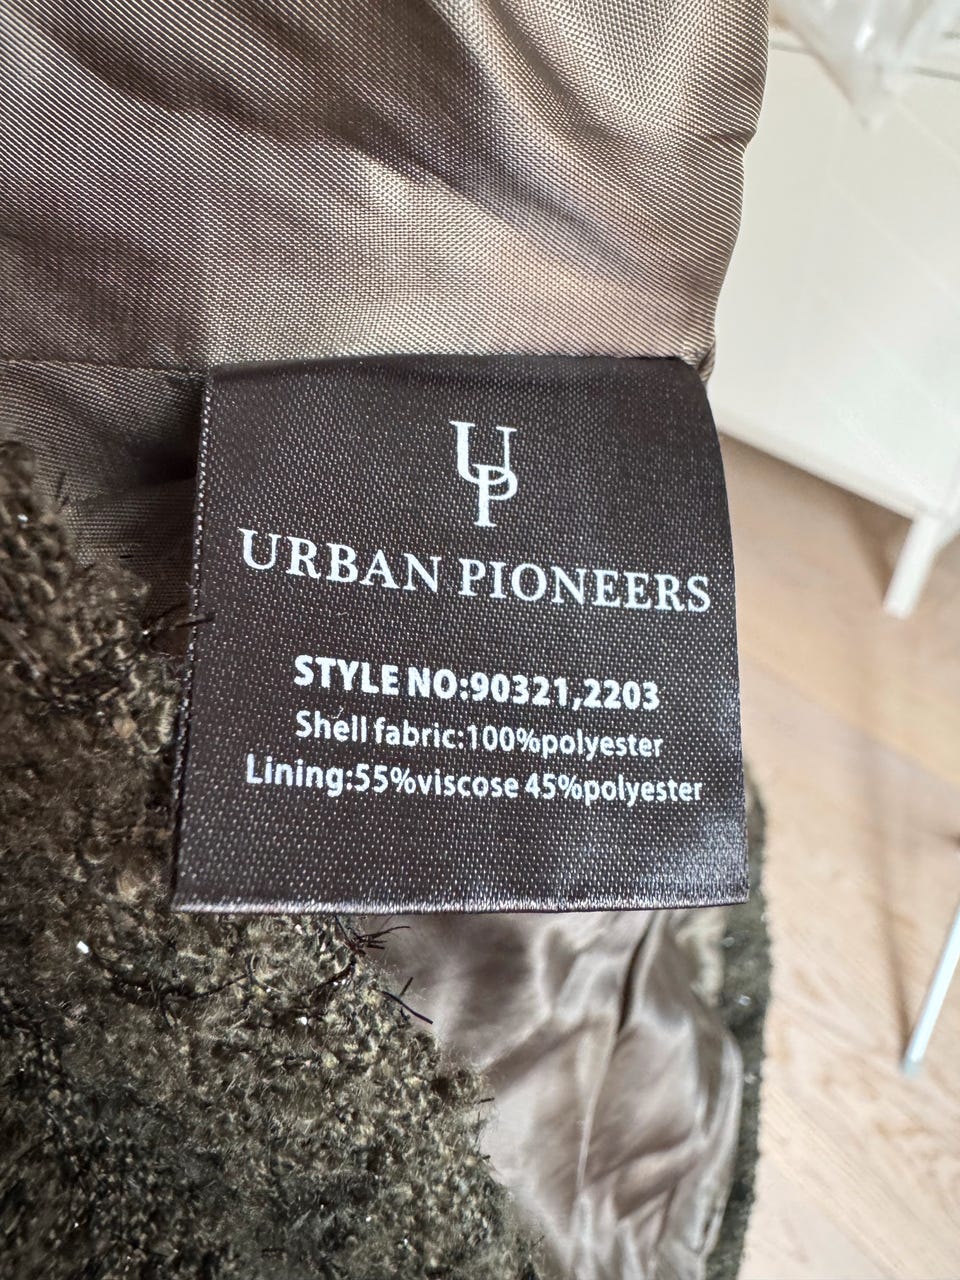 UP
URBAN PIONEERS
STYLE NO:90321,2203
Shell fabric:100%polyester
Lining:55%viscose 45%polyester